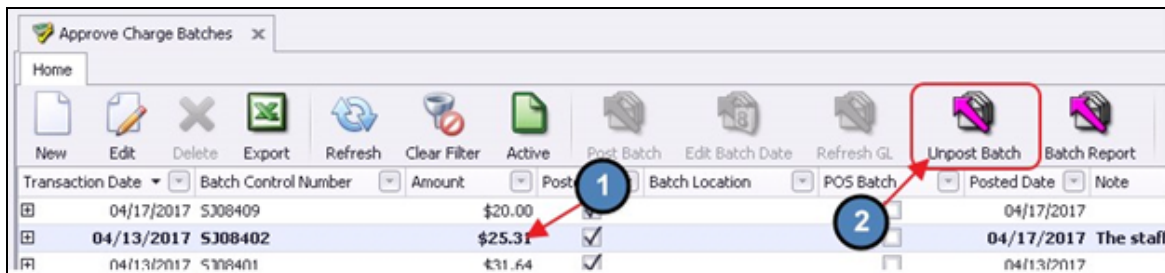 Approve Charge Batches
Home
New Edit Delete Export Refresh Clear Filter Active Post Batch Edit Batch Date Refresh GL Unpost Batch Batch Report
Transaction Date Batch Control Number Amount Post Batch Location POS Batch Posted Date Note
04/17/2017 SJ08409 $20.00 04/17/2017
04/13/2017 SJ08402 $25.31 04/17/2017 The staff
04/13/2017 SJ08401 $31.64 04/13/2017
1
2
8